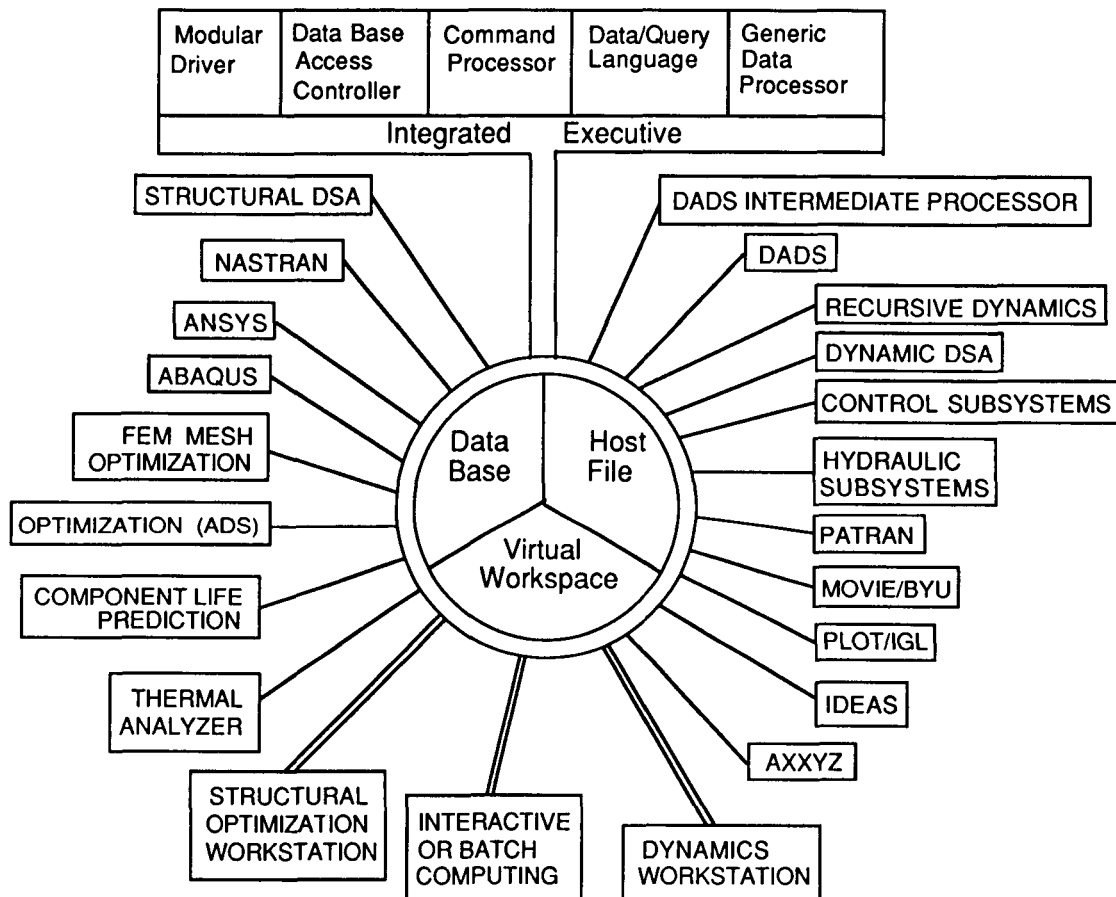 Modular
Driver
Data Base
Access
Controller
Command
Processor
Data/Query
Language
Generic
Data
Processor
Integrated Executive
STRUCTURAL DSA
NASTRAN
ANSYS
ABAQUS
FEM MESH
OPTIMIZATION
OPTIMIZATION (ADS)
COMPONENT LIFE
PREDICTION
THERMAL
ANALYZER
STRUCTURAL
OPTIMIZATION
WORKSTATION
INTERACTIVE
OR BATCH
COMPUTING
DYNAMICS
WORKSTATION
DADS INTERMEDIATE PROCESSOR
DADS
RECURSIVE DYNAMICS
DYNAMIC DSA
CONTROL SUBSYSTEMS
HYDRAULIC
SUBSYSTEMS
PATRAN
MOVIE/BYU
PLOT/IGL
IDEAS
AXXYZ
Data
Base
Host
File
Virtual
Workspace